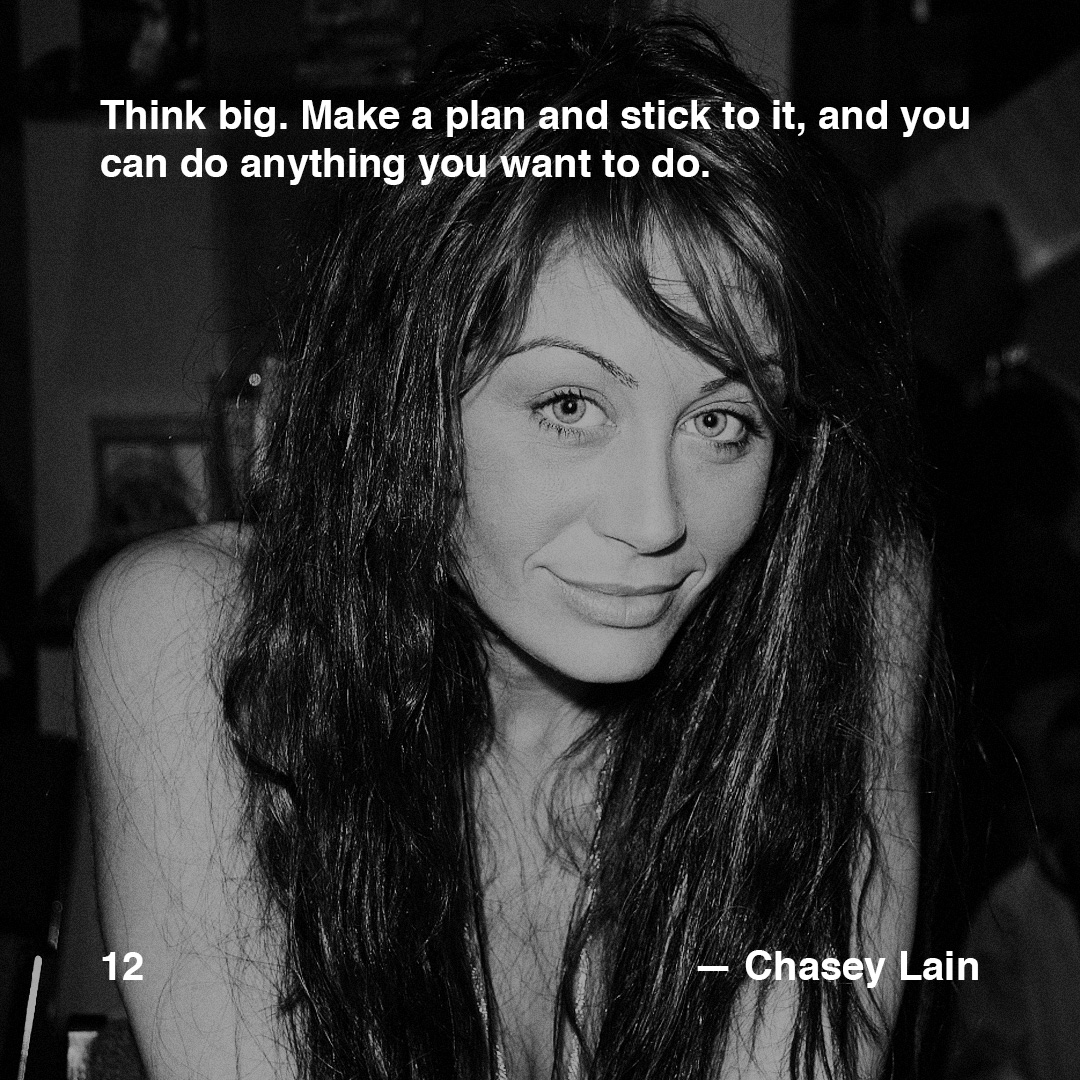 Think big. Make a plan and stick to it, and you
can do anything you want to do.
12
— Chasey Lain